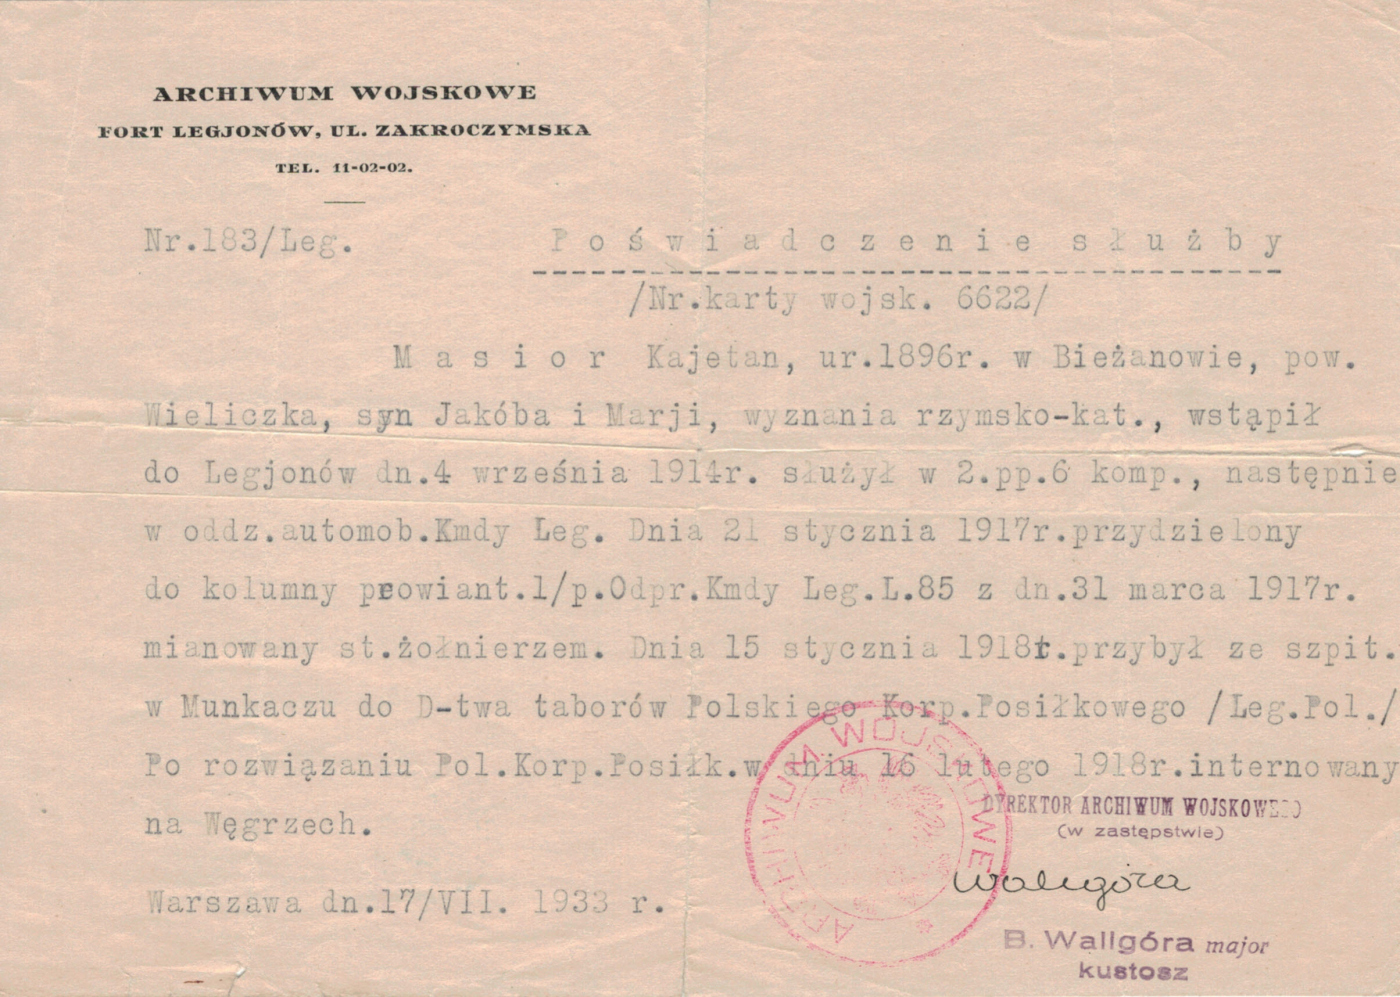 ARCHIWUM WOJSKOWE
FORT LEGJONÓW, UL. ZAKROCZYMSKA
TEL. 11-02-02.
Nr.183/Leg.
Poświadczenie służby
/Nr.karty wojsk. 6622/
Masior Kajetan, ur.1896r. w Bieżanowie, pow.
Wieliczka, syn Jakóba i Marji, wyznania rzymsko-kat., wstąpił
do Legjonów dn.4 września 1914r. służył w 2.pp.6 komp., następnie
w oddz.automob.Kmdy Leg. Dnia 21 stycznia 1917r.przydzielony
do kolumny prowiant.1/p.Odpr.Kmdy Leg.L.85 z dn.31 marca 1917r.
mianowany st.żołnierzem. Dnia 15 stycznia 1918r.przybył ze szpit.
w Munkaczu do D-twa taborów Polskiego Korp.Posiłkowego /Leg.Pol./
Po rozwiązaniu Pol.Korp.Posiłk.w dniu 16 lutego 1918r.internowany
na Węgrzech.
Warszawa dn.17/VII. 1933 r.
ARCHIWUM WOJSKOWE
DYREKTOR ARCHIWUM WOJSKOWEGO
(w zastępstwie)
Waligóra
B. Waligóra major
kustosz